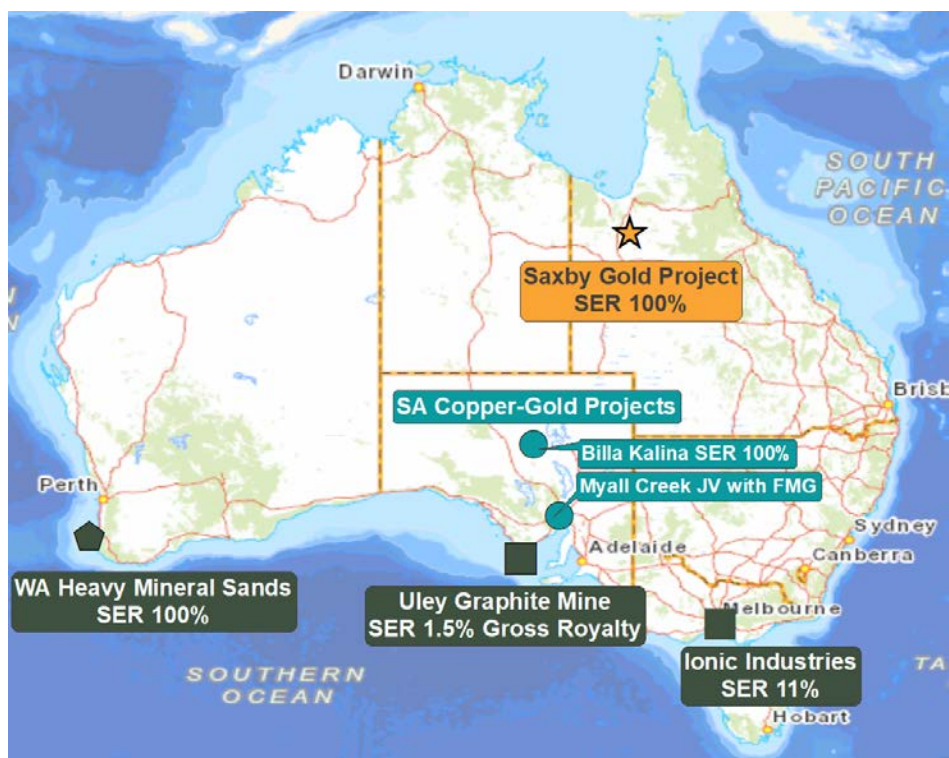 Darwin
SOUTH
PACIFIC
OCEAN
Saxby Gold Project
SER 100%
Brisb
SA Copper-Gold Projects
Billa Kalina SER 100%
Myall Creek JV with FMG
Perth
Sydney
Adelaide
Canberra
WA Heavy Mineral Sands
SER 100%
Uley Graphite Mine
SER 1.5% Gross Royalty
Melbourne
Ionic Industries
SER 11%
SOUTHERN
OCEAN
TA
Hobart